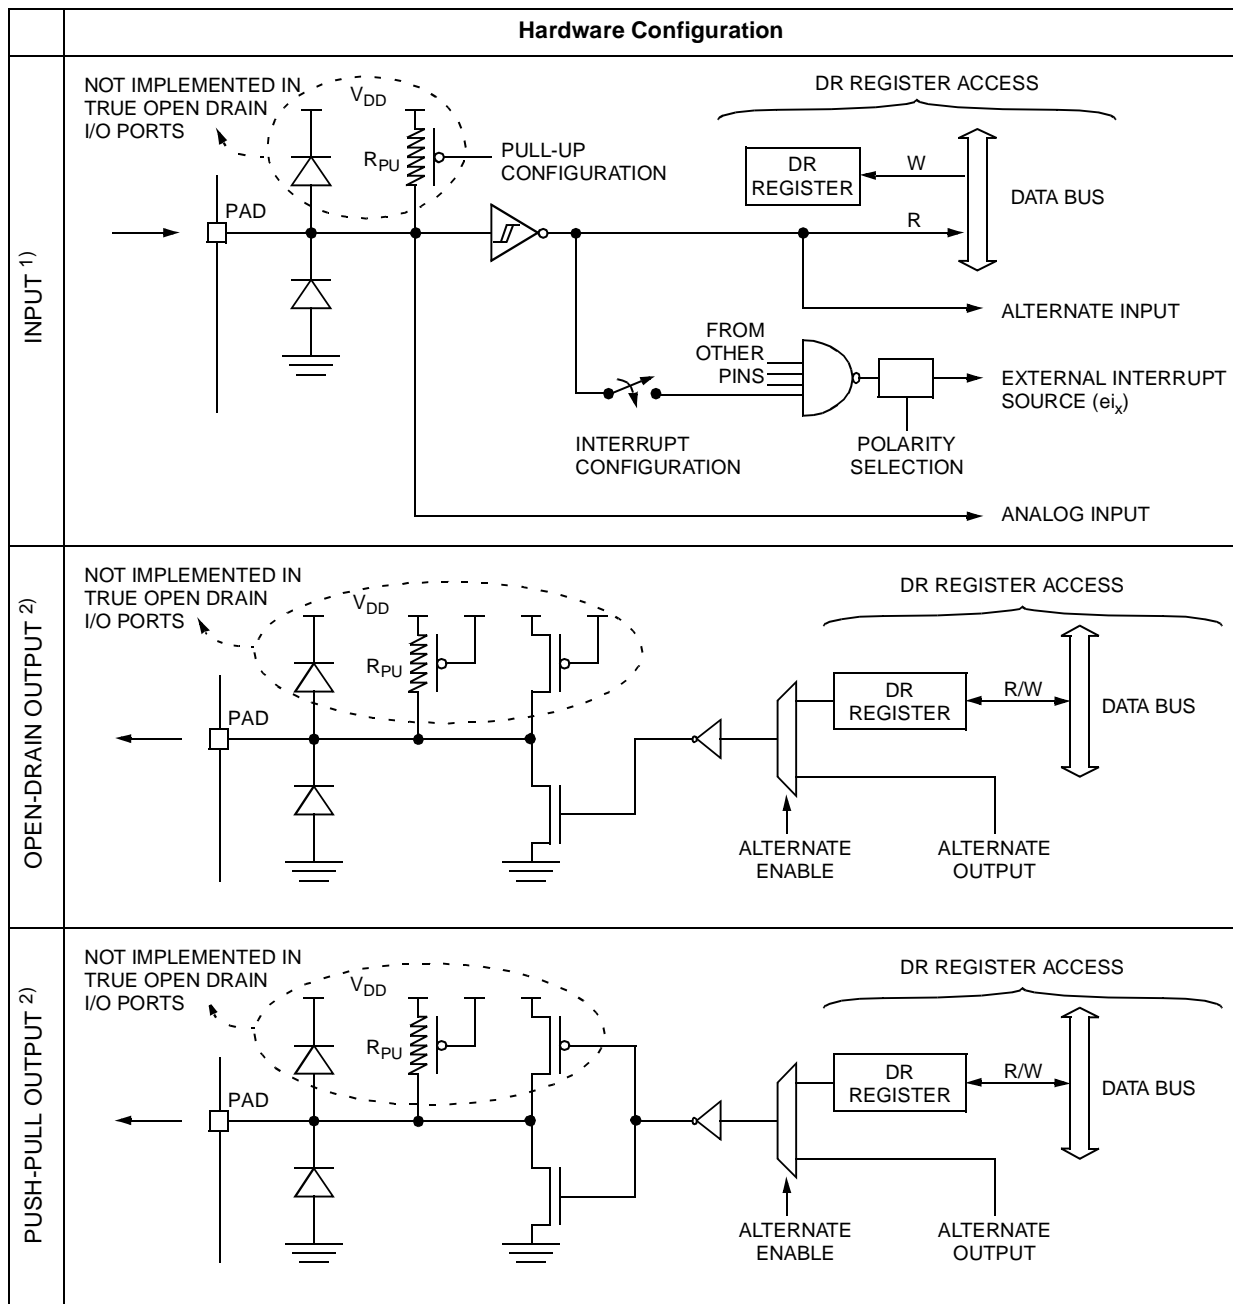 Hardware Configuration
INPUT 1)
NOT IMPLEMENTED IN
TRUE OPEN DRAIN
I/O PORTS
VDD
RPU
PULL-UP
CONFIGURATION
PAD
DR REGISTER ACCESS
DR
REGISTER
W
R
DATA BUS
ALTERNATE INPUT
FROM
OTHER
PINS
EXTERNAL INTERRUPT
SOURCE (eix)
INTERRUPT
CONFIGURATION
POLARITY
SELECTION
ANALOG INPUT
OPEN-DRAIN OUTPUT 2)
NOT IMPLEMENTED IN
TRUE OPEN DRAIN
I/O PORTS
VDD
RPU
PAD
DR REGISTER ACCESS
DR
REGISTER
R/W
DATA BUS
ALTERNATE
ENABLE
ALTERNATE
OUTPUT
PUSH-PULL OUTPUT 2)
NOT IMPLEMENTED IN
TRUE OPEN DRAIN
I/O PORTS
VDD
RPU
PAD
DR REGISTER ACCESS
DR
REGISTER
R/W
DATA BUS
ALTERNATE
ENABLE
ALTERNATE
OUTPUT